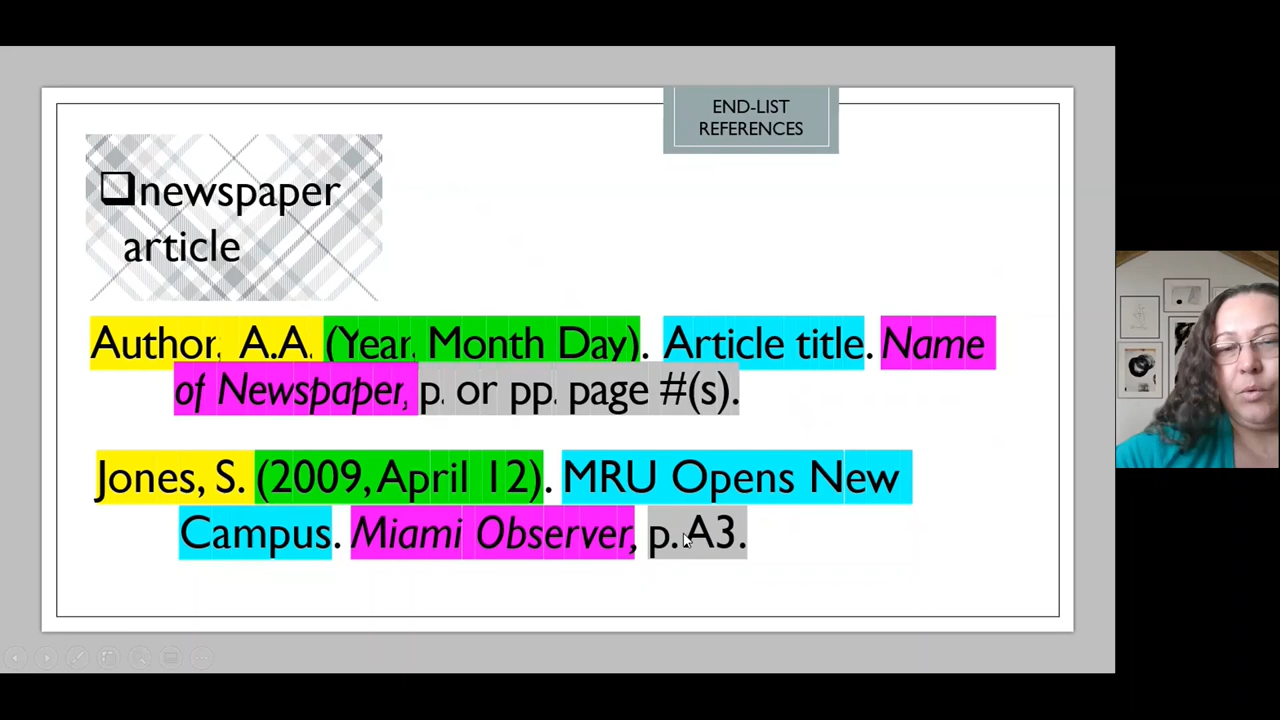 END-LIST
REFERENCES
newspaper
article
Author, A.A. (Year, Month Day). Article title. Name
of Newspaper, p. or pp. page #(s).
Jones, S. (2009, April 12). MRU Opens New
Campus. Miami Observer, p. A3.